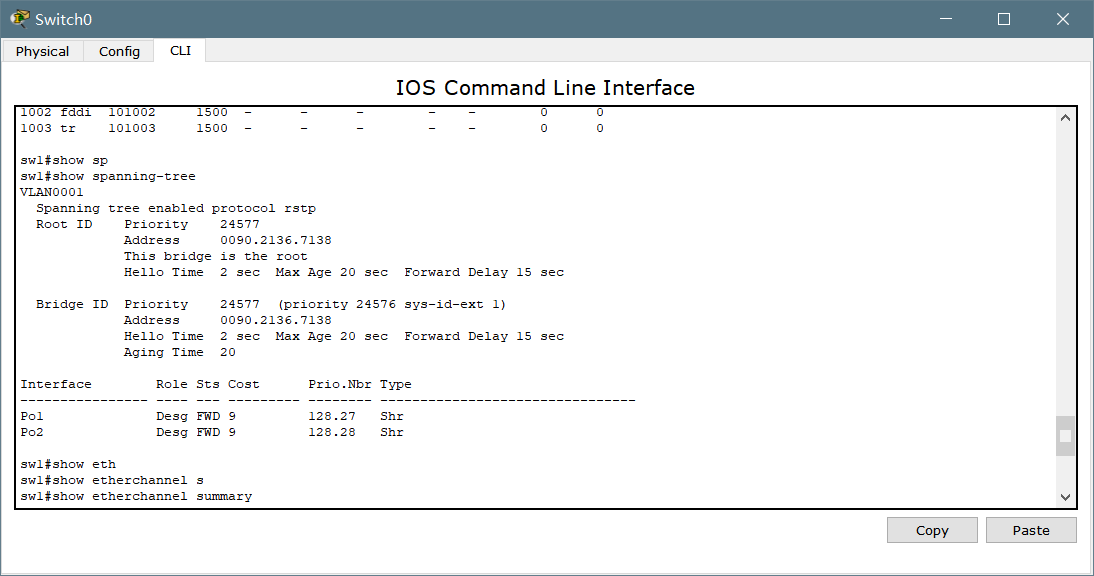 Switch0
Physical Config CLI
IOS Command Line Interface
1002 fddi  101002     1500  -      -      -        -    -        0      0
1003 tr    101003     1500  -      -      -        -    -        0      0
sw1#show sp
sw1#show spanning-tree
VLAN0001
  Spanning tree enabled protocol rstp
  Root ID    Priority    24577
             Address     0090.2136.7138
             This bridge is the root
             Hello Time  2 sec  Max Age 20 sec  Forward Delay 15 sec
  Bridge ID  Priority    24577  (priority 24576 sys-id-ext 1)
             Address     0090.2136.7138
             Hello Time  2 sec  Max Age 20 sec  Forward Delay 15 sec
             Aging Time  20
Interface        Role Sts Cost      Prio.Nbr Type
---------------- ---- --- --------- -------- --------------------------------
Po1              Desg FWD 9         128.27   Shr
Po2              Desg FWD 9         128.28   Shr
sw1#show eth
sw1#show etherchannel s
sw1#show etherchannel summary
Copy Paste